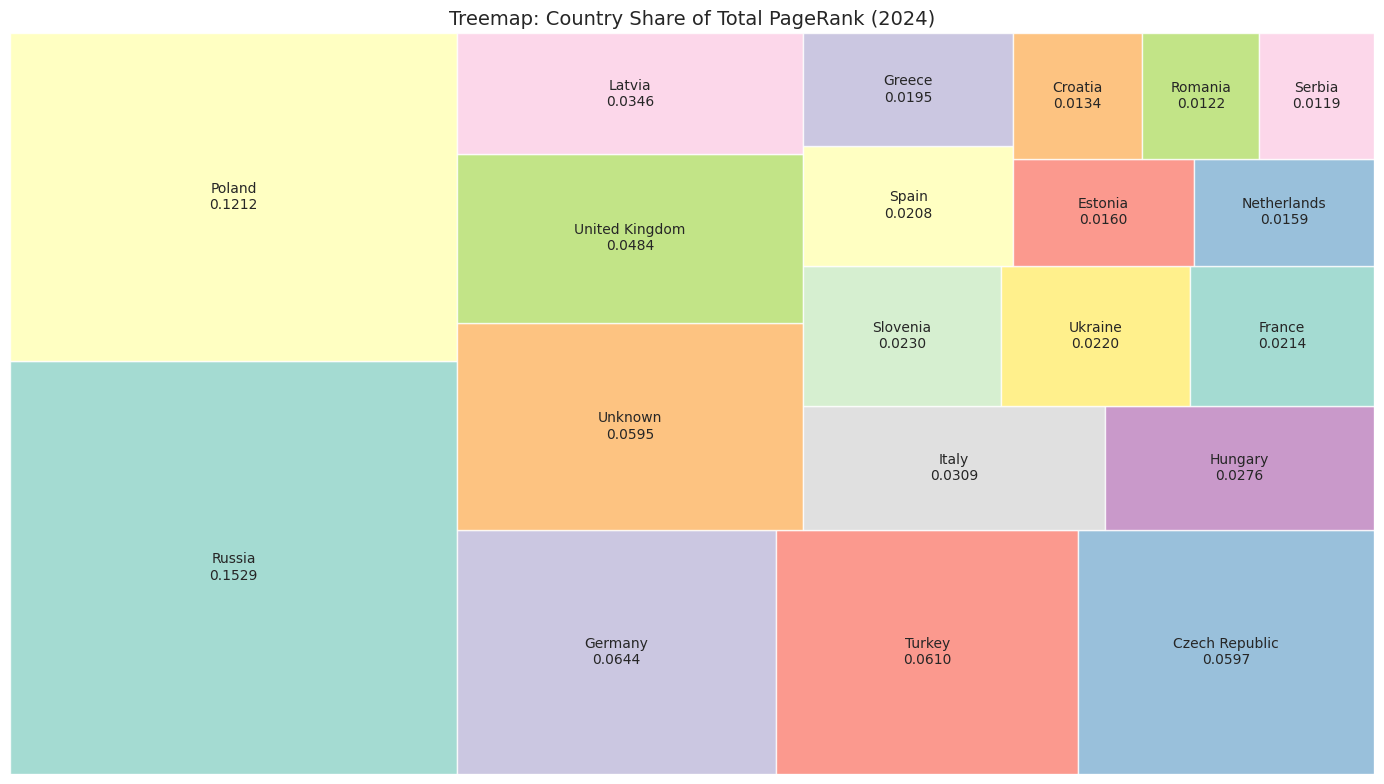 Treemap: Country Share of Total PageRank (2024)
Poland
0.1212
Russia
0.1529
Latvia
0.0346
United Kingdom
0.0484
Unknown
0.0595
Germany
0.0644
Turkey
0.0610
Czech Republic
0.0597
Greece
0.0195
Spain
0.0208
Croatia
0.0134
Romania
0.0122
Serbia
0.0119
Estonia
0.0160
Netherlands
0.0159
Slovenia
0.0230
Ukraine
0.0220
France
0.0214
Italy
0.0309
Hungary
0.0276